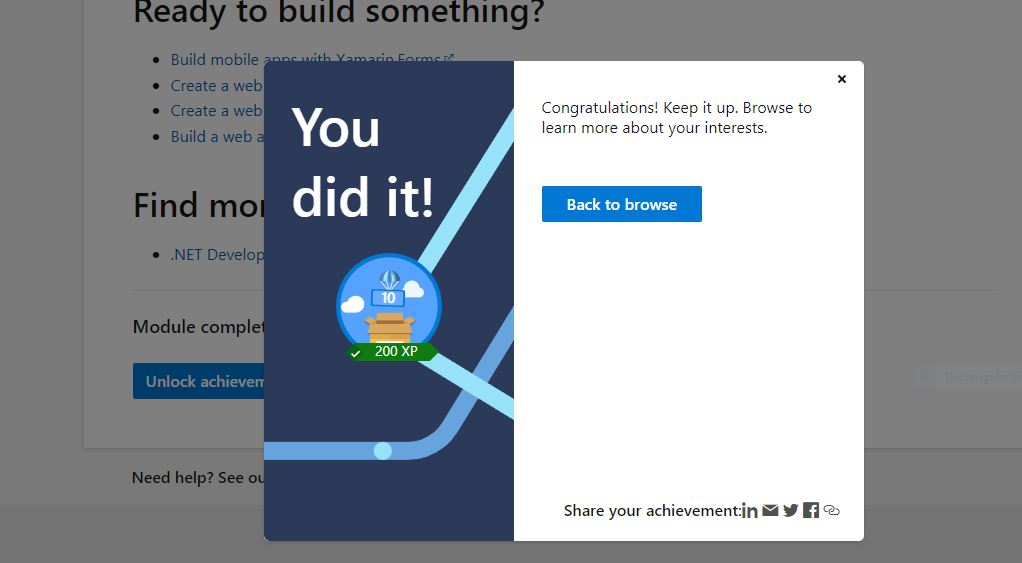 Ready to build something?
Build mobile apps with Xamarin.Forms
Create a web
Create a web
Build a web a
Find mor
.NET Develop
Module complet
Unlock achievem
Need help? See ou
You
did it!
10
200 XP
Congratulations! Keep it up. Browse to
learn more about your interests.
Back to browse
Share your achievement:
Rectangular S